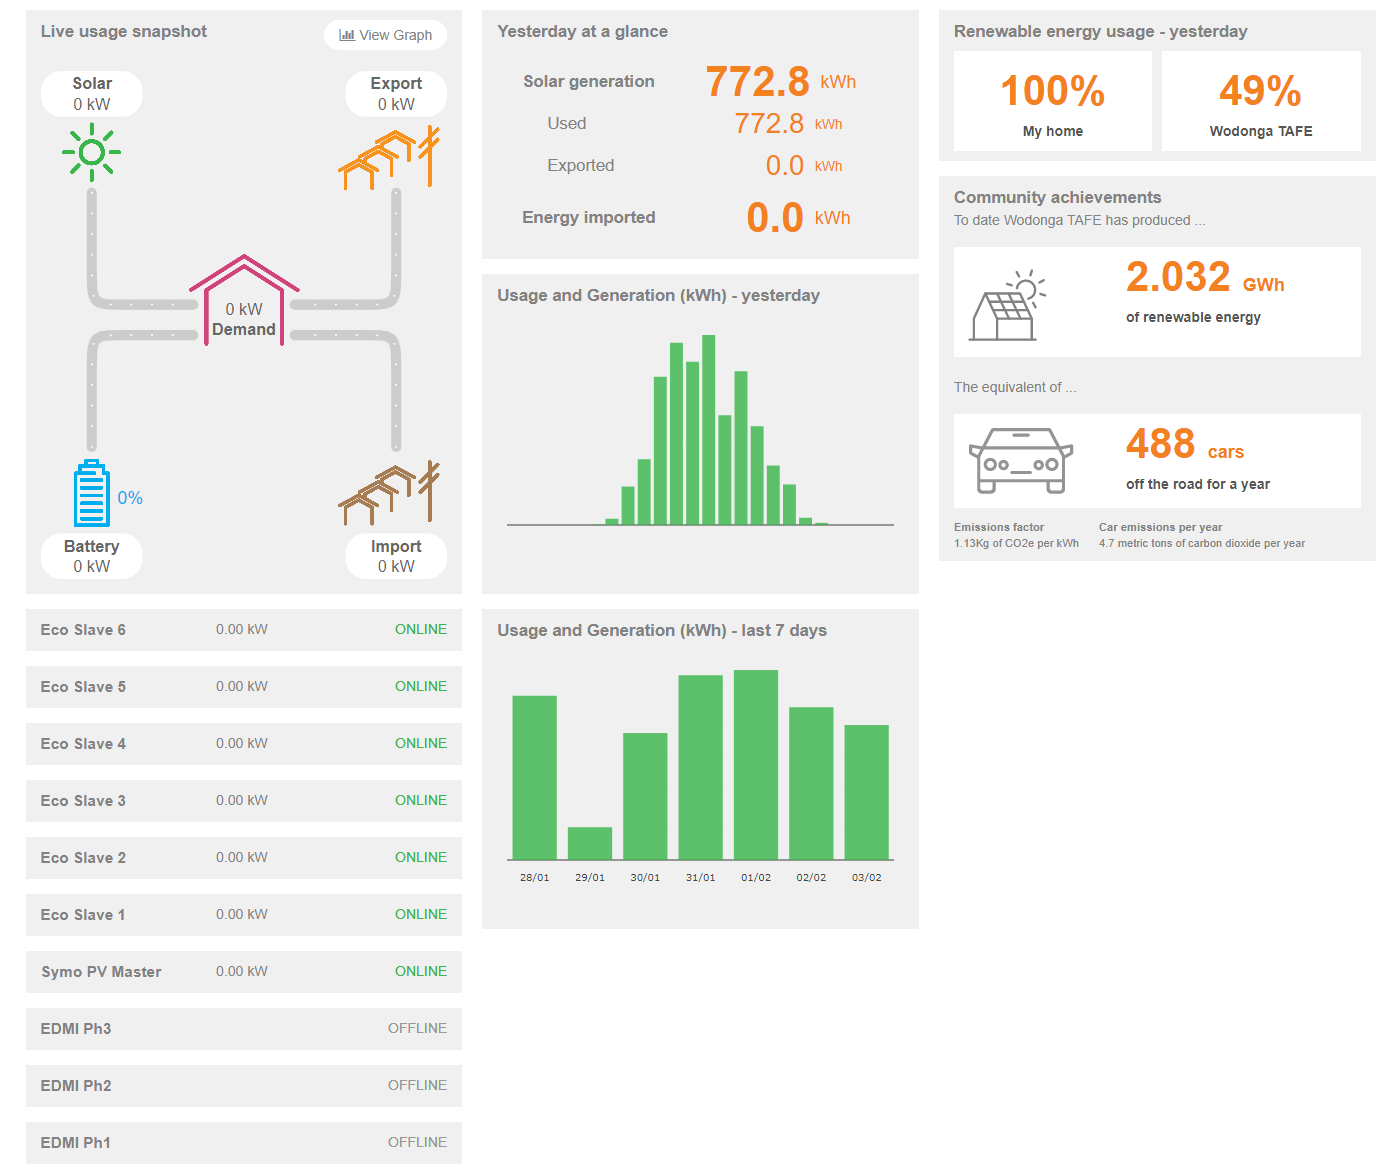 Live usage snapshot
View Graph
Solar
0 kW
Export
0 kW
0 kW
Demand
0%
Battery
0 kW
Import
0 kW
Eco Slave 6 0.00 kW ONLINE
Eco Slave 5 0.00 kW ONLINE
Eco Slave 4 0.00 kW ONLINE
Eco Slave 3 0.00 kW ONLINE
Eco Slave 2 0.00 kW ONLINE
Eco Slave 1 0.00 kW ONLINE
Symo PV Master 0.00 kW ONLINE
EDMI Ph3 OFFLINE
EDMI Ph2 OFFLINE
EDMI Ph1 OFFLINE
Yesterday at a glance
Solar generation 772.8 kWh
Used 772.8 kWh
Exported 0.0 kWh
Energy imported 0.0 kWh
Usage and Generation (kWh) - yesterday
Usage and Generation (kWh) - last 7 days
28/01 29/01 30/01 31/01 01/02 02/02 03/02
Renewable energy usage - yesterday
100%
My home
49%
Wodonga TAFE
Community achievements
To date Wodonga TAFE has produced ...
2.032 GWh
of renewable energy
The equivalent of ...
488 cars
off the road for a year
Emissions factor
1.13Kg of CO2e per kWh
Car emissions per year
4.7 metric tons of carbon dioxide per year